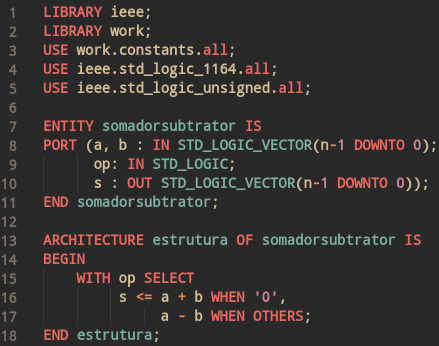 1 LIBRARY ieee;
2 LIBRARY work;
3 USE work.constants.all;
4 USE ieee.std_logic_1164.all;
5 USE ieee.std_logic_unsigned.all;
6
7 ENTITY somadorsubtrator IS
8 PORT (a, b : IN STD_LOGIC_VECTOR(n-1 DOWNTO 0);
9 op: IN STD_LOGIC;
10 s : OUT STD_LOGIC_VECTOR(n-1 DOWNTO 0));
11 END somadorsubtrator;
12
13 ARCHITECTURE estrutura OF somadorsubtrator IS
14 BEGIN
15 WITH op SELECT
16 s <= a + b WHEN '0',
17 a - b WHEN OTHERS;
18 END estrutura;